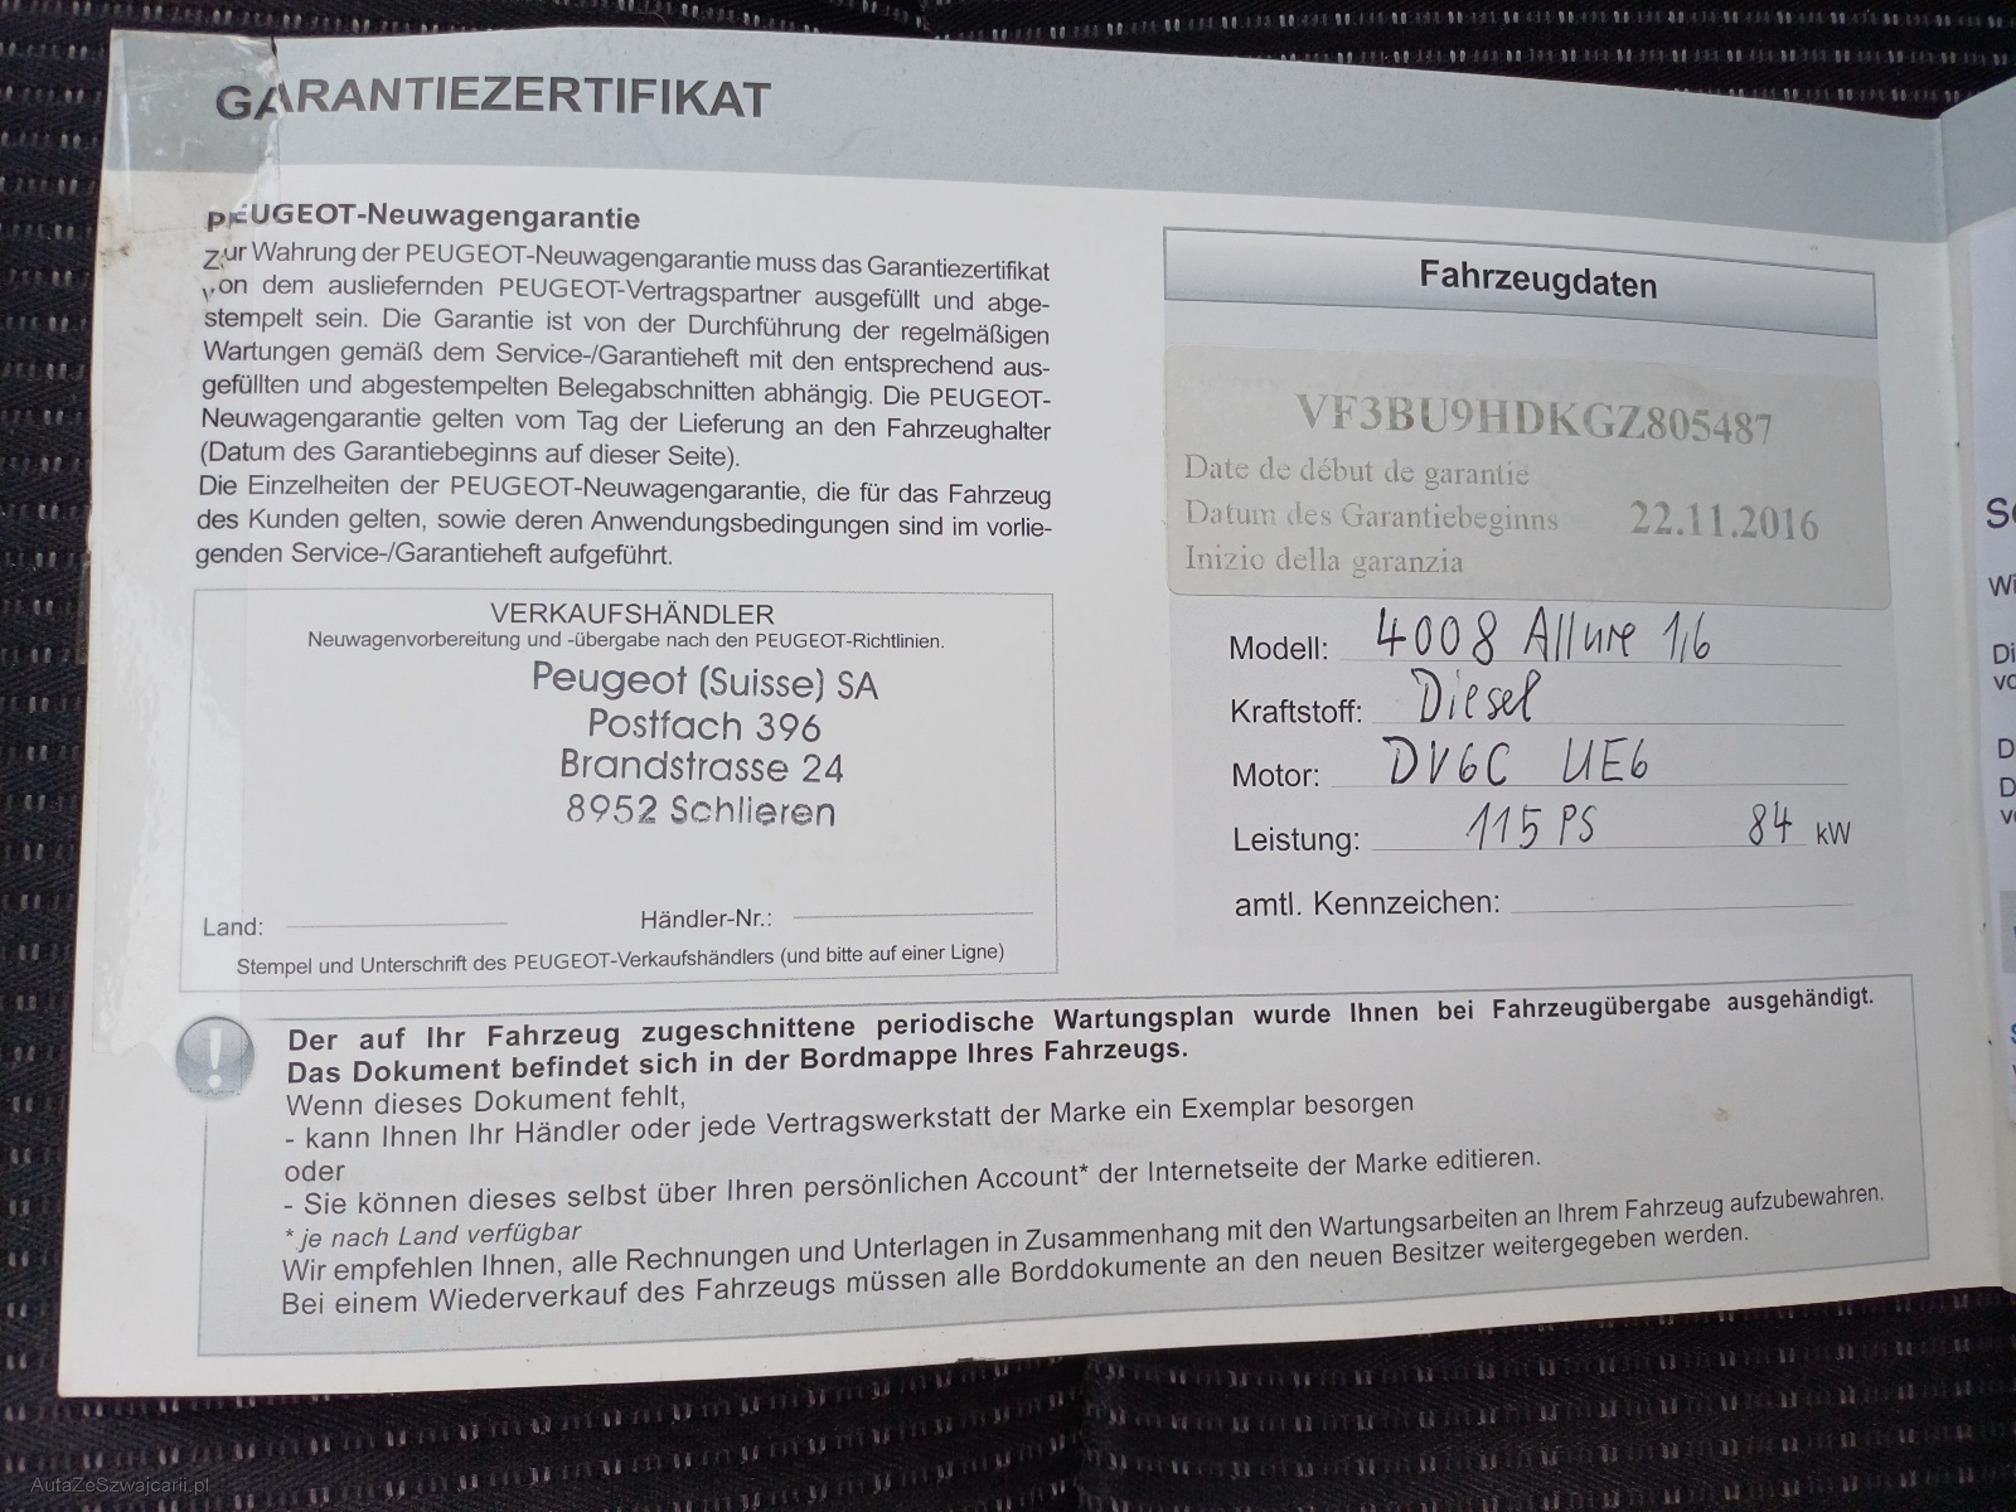 GARANTIEZERTIFIKAT
PEUGEOT-Neuwagengarantie
Zur Wahrung der PEUGEOT-Neuwagengarantie muss das Garantiezertifikat
von dem ausliefernden PEUGEOT-Vertragspartner ausgefüllt und abge-
stempelt sein. Die Garantie ist von der Durchführung der regelmäßigen
Wartungen gemäß dem Service-/Garantieheft mit den entsprechend aus-
gefüllten und abgestempelten Belegabschnitten abhängig. Die PEUGEOT-
Neuwagengarantie gelten vom Tag der Lieferung an den Fahrzeughalter
(Datum des Garantiebeginns auf dieser Seite).
Die Einzelheiten der PEUGEOT-Neuwagengarantie, die für das Fahrzeug
des Kunden gelten, sowie deren Anwendungsbedingungen sind im vorlie-
genden Service-/Garantieheft aufgeführt.
VERKAUFSHÄNDLER
Neuwagenvorbereitung und -übergabe nach den PEUGEOT-Richtlinien.
Peugeot (Suisse) SA
Postfach 396
Brandstrasse 24
8952 Schlieren
Land:
Händler-Nr.:
Stempel und Unterschrift des PEUGEOT-Verkaufshändlers (und bitte auf einer Ligne)
Fahrzeugdaten
VF3BU9HDKGZ805487
Date de début de garantie
Datum des Garantiebeginns 22.11.2016
Inizio della garanzia
Modell: 4008 Allure 1,6
Kraftstoff: Diesel
Motor: DV6C UE6
Leistung: 115 PS 84 kW
amtl. Kennzeichen:
Der auf Ihr Fahrzeug zugeschnittene periodische Wartungsplan wurde Ihnen bei Fahrzeugübergabe ausgehändigt.
Das Dokument befindet sich in der Bordmappe Ihres Fahrzeugs.
Wenn dieses Dokument fehlt,
- kann Ihnen Ihr Händler oder jede Vertragswerkstatt der Marke ein Exemplar besorgen
oder
- Sie können dieses selbst über Ihren persönlichen Account* der Internetseite der Marke editieren.
* je nach Land verfügbar
Wir empfehlen Ihnen, alle Rechnungen und Unterlagen in Zusammenhang mit den Wartungsarbeiten an Ihrem Fahrzeug aufzubewahren.
Bei einem Wiederverkauf des Fahrzeugs müssen alle Borddokumente an den neuen Besitzer weitergegeben werden.
AutaZeSzwajcarii.pl